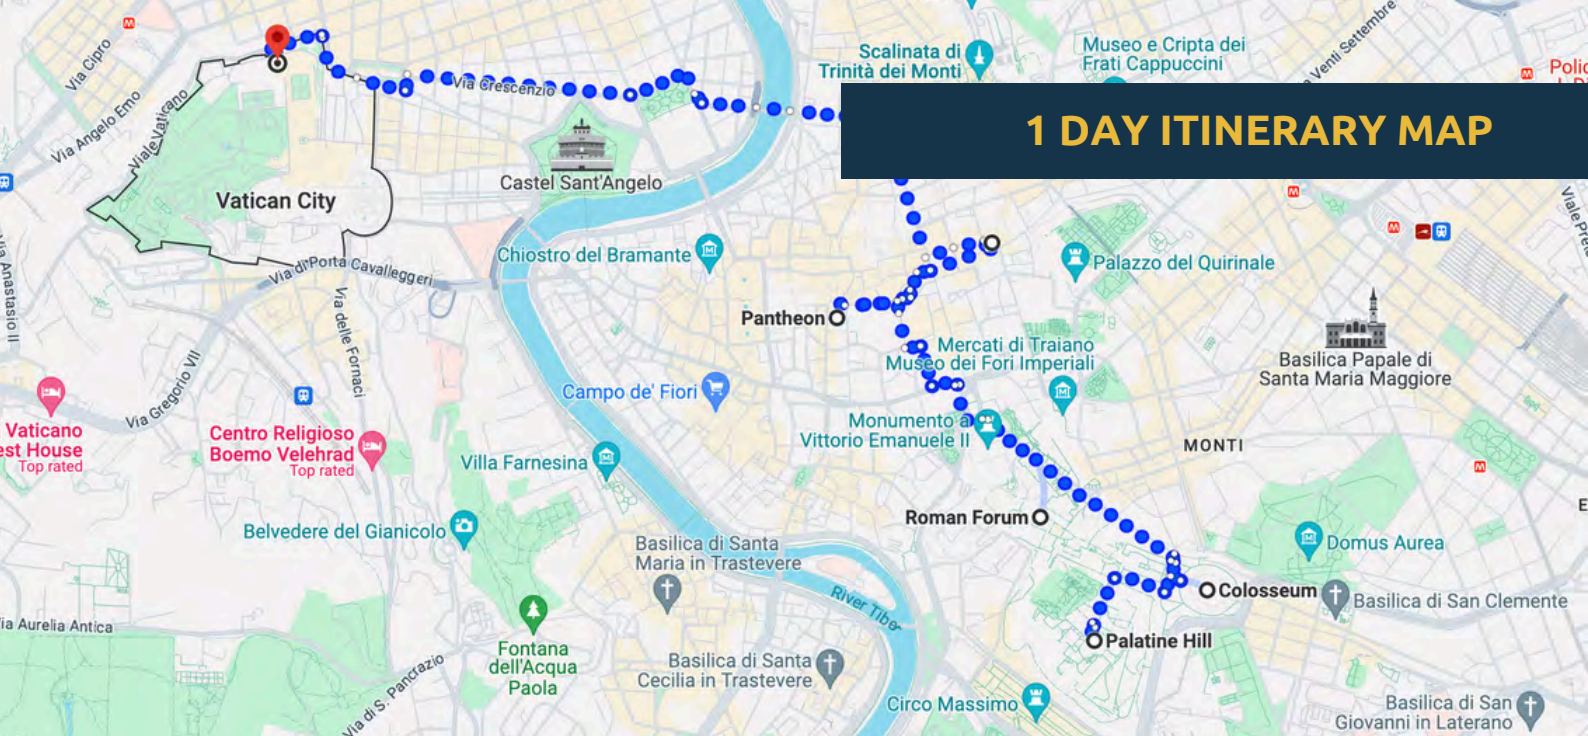 Via Cipro
Via Angelo Emo
Viale Vaticano
Via Crescenzio
Scalinata di
Trinità dei Monti
Museo e Cripta dei
Frati Cappuccini
Venti Settembre
1 DAY ITINERARY MAP
Vatican City
Castel Sant'Angelo
Chiostro del Bramante
Palazzo del Quirinale
Via di Porta Cavalleggeri
Via delle Fornaci
Anastasio II
Via Gregorio VII
Pantheon
Mercati di Traiano
Museo dei Fori Imperiali
Basilica Papale di
Santa Maria Maggiore
Campo de' Fiori
Monumento a
Vittorio Emanuele II
MONTI
Vaticano
est House
Top rated
Centro Religioso
Boemo Velehrad
Top rated
Villa Farnesina
Roman Forum
Belvedere del Gianicolo
Basilica di Santa
Maria in Trastevere
Domus Aurea
River Tiber
Colosseum
Basilica di San Clemente
ia Aurelia Antica
Palatine Hill
Fontana
dell'Acqua
Paola
Via di S. Pancrazio
Basilica di Santa
Cecilia in Trastevere
Circo Massimo
Basilica di San
Giovanni in Laterano